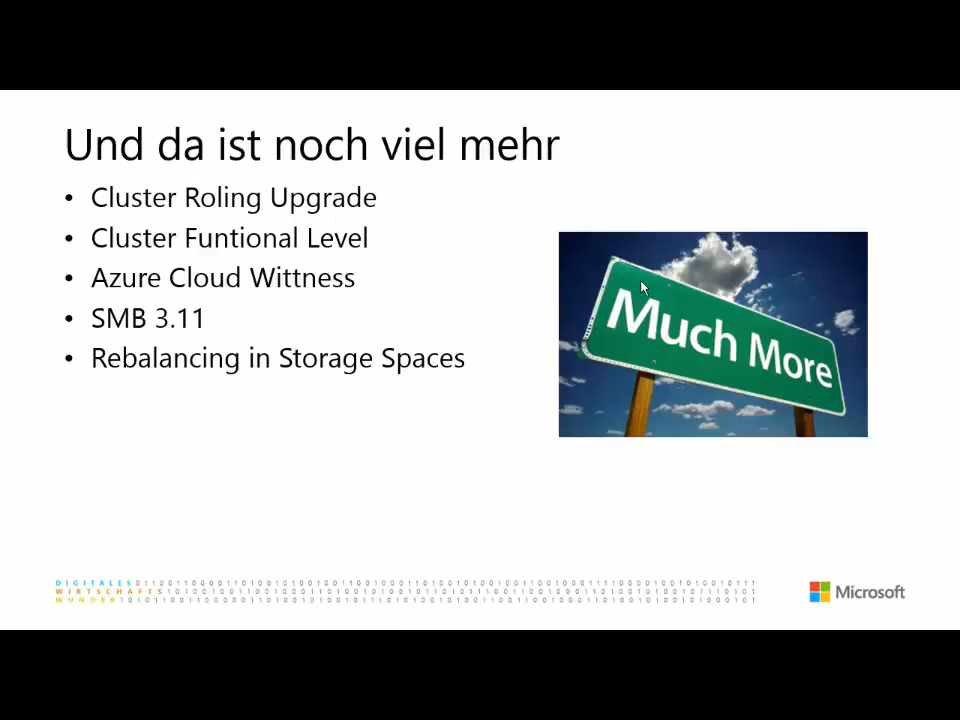 Und da ist noch viel mehr
• Cluster Roling Upgrade
• Cluster Funtional Level
• Azure Cloud Wittness
• SMB 3.11
• Rebalancing in Storage Spaces
Much More
DIGITALES
WIRTSCHAFTS
WUNDER
Microsoft